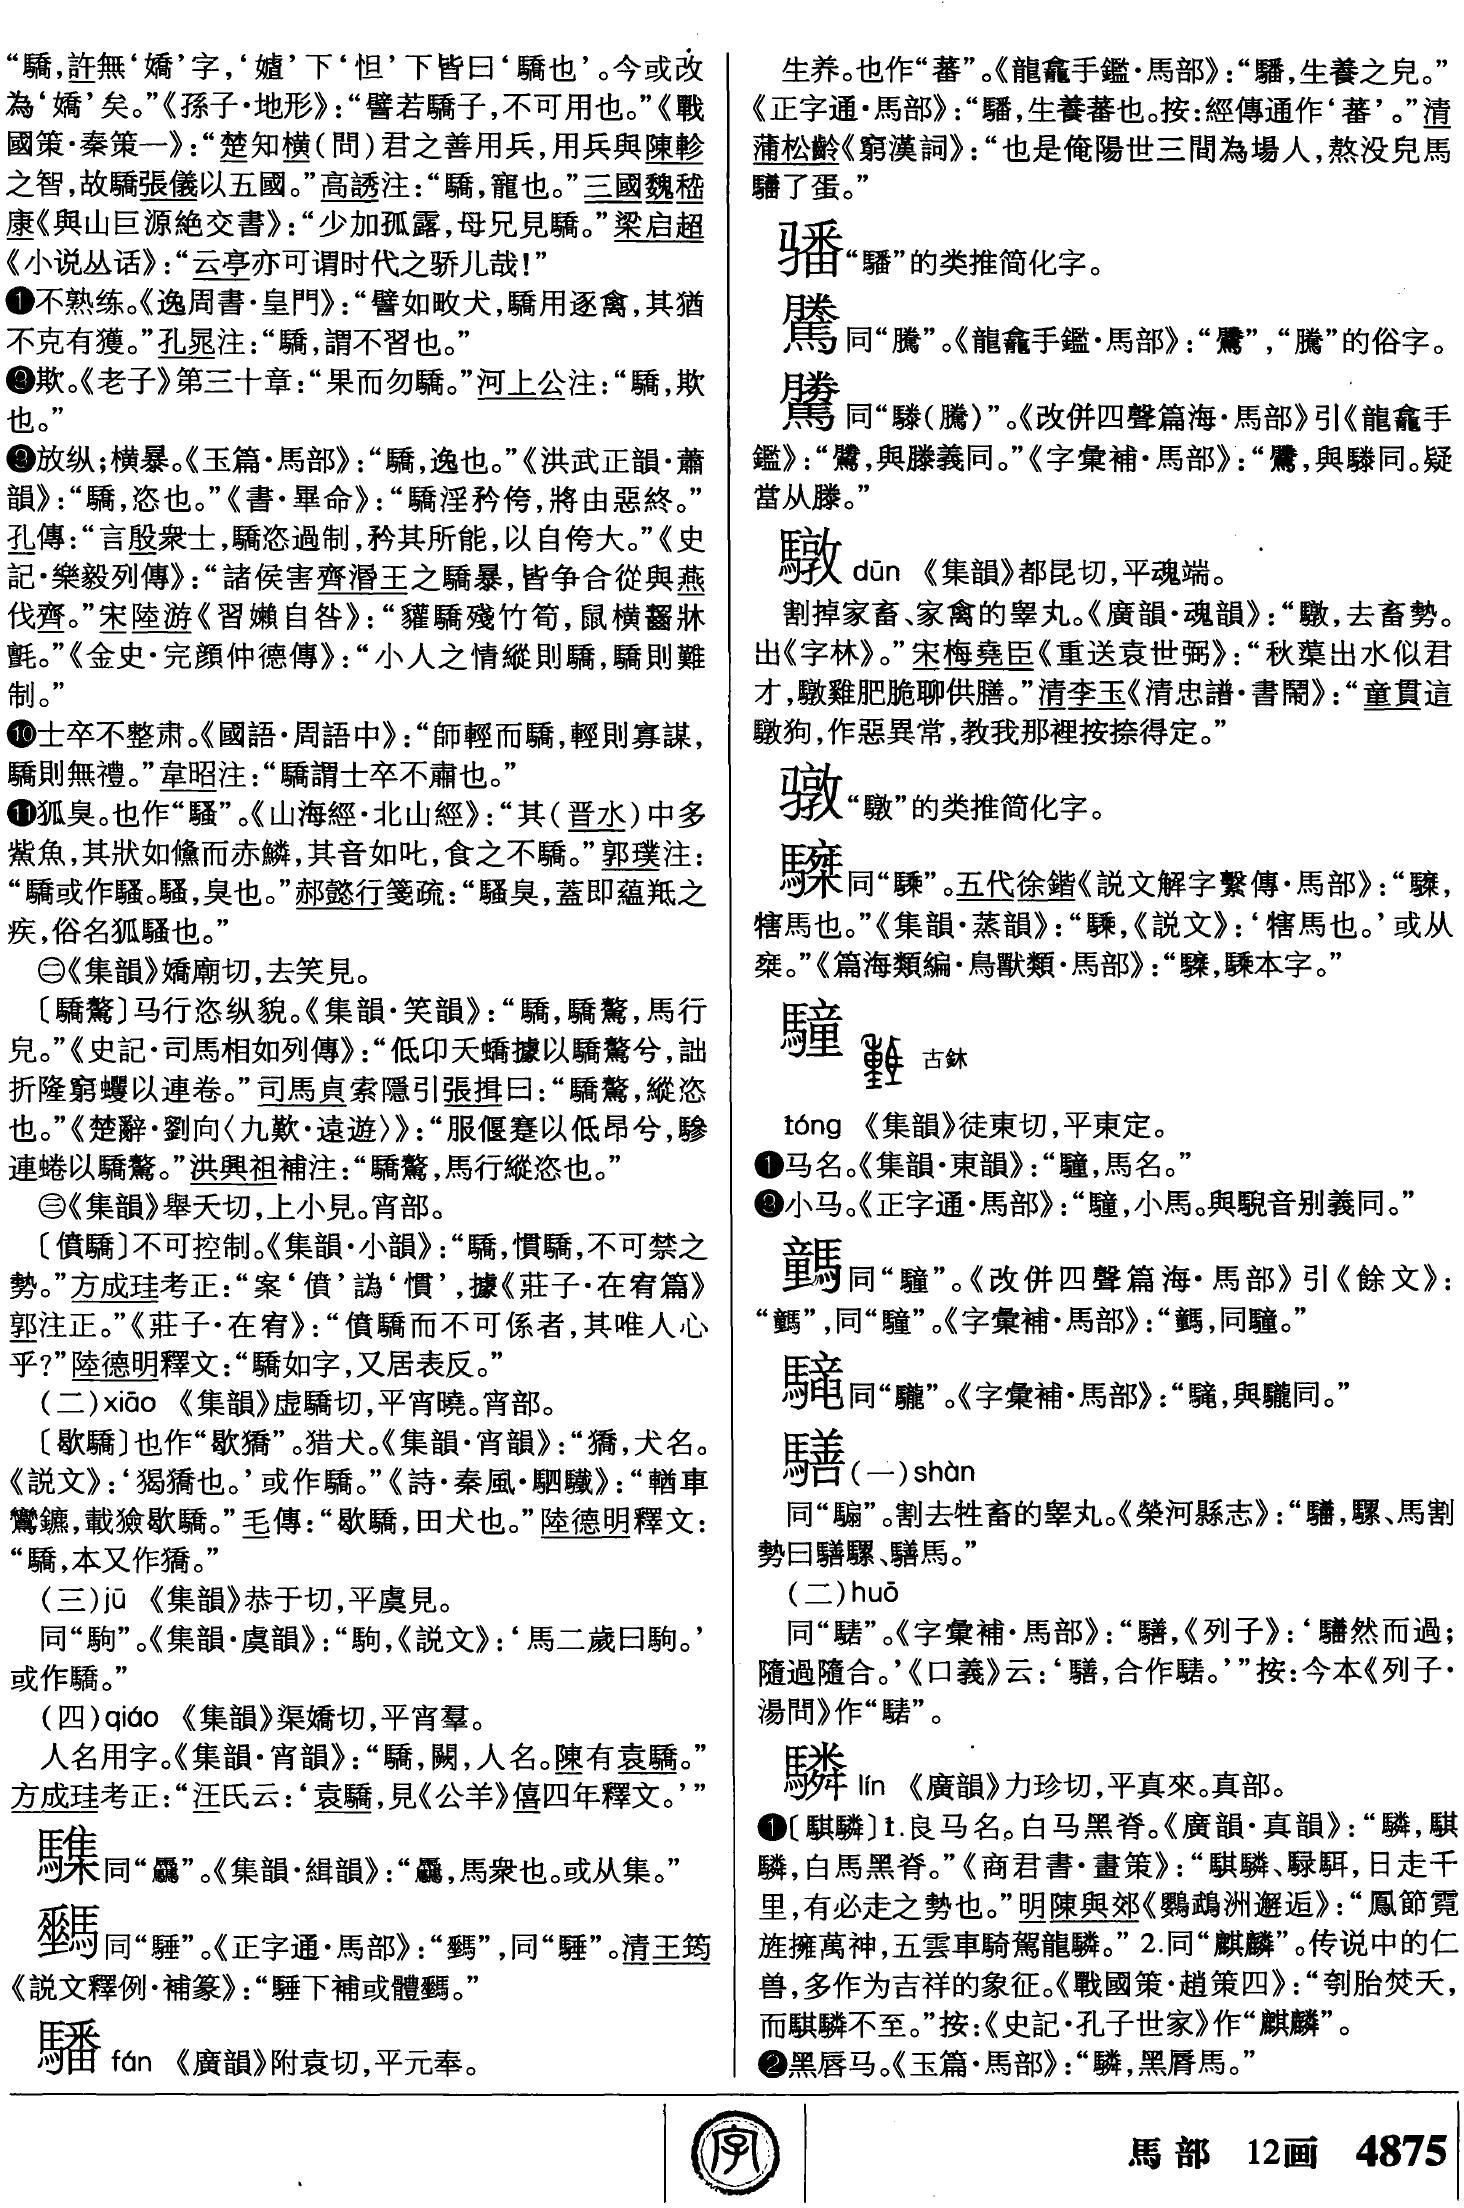 “驕，許無‘嬌’字，‘嫭’下‘怚’下皆曰‘驕也’。今或改
為‘嬌’矣。”《孫子·地形》：“譬若驕子，不可用也。”《戰
國策·秦策一》：“楚知横（問）君之善用兵，用兵與陳軫
之智，故驕張儀以五國。”高誘注：“驕，寵也。”三國魏嵇
康《與山巨源絶交書》：“少加孤露，母兄見驕。”梁启超
《小说丛话》：“云亭亦可谓时代之骄儿哉！”
❶不熟练。《逸周書·皇門》：“譬如畋犬，驕用逐禽，其猶
不克有獲。”孔晁注：“驕，謂不習也。”
❷欺。《老子》第三十章：“果而勿驕。”河上公注：“驕，欺
也。”
❸放纵；横暴。《玉篇·馬部》：“驕，逸也。”《洪武正韻·蕭
韻》：“驕，恣也。”《書·畢命》：“驕淫矜侉，將由惡終。”
孔傳：“言殷衆士，驕恣過制，矜其所能，以自侉大。”《史
記·樂毅列傳》：“諸侯害齊湣王之驕暴，皆争合從與燕
伐齊。”宋陸游《習嬾自咎》：“貛驕殘竹筍，鼠横齧牀
氈。”《金史·完顔仲德傳》：“小人之情縱則驕，驕則難
制。”
❿士卒不整肃。《國語·周語中》：“師輕而驕，輕則寡謀，
驕則無禮。”韋昭注：“驕謂士卒不肅也。”
⓫狐臭。也作“騷”。《山海經·北山經》：“其（晋水）中多
鮆魚，其狀如儵而赤鱗，其音如叱，食之不驕。”郭璞注：
“驕或作騷。騷，臭也。”郝懿行箋疏：“騷臭，蓋即蘊羝之
疾，俗名狐騷也。”
㊁《集韻》嬌廟切，去笑見。
〔驕驁〕马行恣纵貌。《集韻·笑韻》：“驕，驕驁，馬行
皃。”《史記·司馬相如列傳》：“低卬夭蟜據以驕驁兮，詘
折隆窮蠼以連卷。”司馬貞索隱引張揖曰：“驕驁，縱恣
也。”《楚辭·劉向〈九歎·遠遊〉》：“服偃蹇以低昂兮，驂
連蜷以驕驁。”洪興祖補注：“驕驁，馬行縱恣也。”
㊂《集韻》舉夭切，上小見。宵部。
〔僨驕〕不可控制。《集韻·小韻》：“驕，慣驕，不可禁之
勢。”方成珪考正：“案‘僨’譌‘慣’，據《莊子·在宥篇》
郭注正。”《莊子·在宥》：“僨驕而不可係者，其唯人心
乎？”陸德明釋文：“驕如字，又居表反。”
（二）xiāo 《集韻》虚驕切，平宵曉。宵部。
〔歇驕〕也作“歇獢”。猎犬。《集韻·宵韻》：“獢，犬名。
《説文》：‘猲獢也。’或作驕。”《詩·秦風·駟驖》：“輶車
鸞鑣，載獫歇驕。”毛傳：“歇驕，田犬也。”陸德明釋文：
“驕，本又作獢。”
（三）jū 《集韻》恭于切，平虞見。
同“駒”。《集韻·虞韻》：“駒，《説文》：‘馬二歲曰駒。’
或作驕。”
（四）qiáo 《集韻》渠嬌切，平宵羣。
人名用字。《集韻·宵韻》：“驕，闕，人名。陳有袁驕。”
方成珪考正：“汪氏云：‘袁驕，見《公羊》僖四年釋文。’”
䮶同“驫”。《集韻·緝韻》：“驫，馬衆也。或从集。”
同“騹”。《正字通·馬部》：同“騹”。清王筠
《説文釋例·補篆》：
驓 fán 《廣韻》附袁切，平元奉。
生养。也作“蕃”。《龍龕手鑑·馬部》：“𩦪，生養之皃。”
《正字通·馬部》：“𩦪，生養蕃也。按：經傳通作‘蕃’。”清
蒲松齡《窮漢詞》：“也是俺陽世三間為場人，熬没兒馬
騸了蛋。”
“𩦪”的类推简化字。
同“騰”。《龍龕手鑑·馬部》：“騰”的俗字。
同“騰（騰）”。《改併四聲篇海·馬部》引《龍龕手
鑑》：與滕義同。”《字彙補·馬部》：與騰同。疑
當从滕。”
驐 dūn 《集韻》都昆切，平魂端。
割掉家畜、家禽的睾丸。《廣韻·魂韻》：“驐，去畜勢。
出《字林》。”宋梅堯臣《重送袁世弼》：“秋蕖出水似君
才，驐雞肥脆聊供膳。”清李玉《清忠譜·書鬧》：“童貫這
驐狗，作惡異常，教我那裡按捺得定。”
“驐”的类推简化字。
同“騬”。五代徐鍇《説文解字繫傳·馬部》：
犗馬也。”《集韻·蒸韻》：“騬，《説文》：‘犗馬也。’或从
椉。”《篇海類編·鳥獸類·馬部》：騬本字。”
驙 古鉥
tóng 《集韻》徒東切，平東定。
❶马名。《集韻·東韻》：“䮵，馬名。”
❷小马。《正字通·馬部》：“䮵，小馬。與騉音别義同。”
同“䮵”。《改併四聲篇海·馬部》引《餘文》：
同“䮵”。《字彙補·馬部》：同䮵。”
同“驡”。《字彙補·馬部》：與驡同。”
䮼（一）shàn
同“騸”。割去牲畜的睾丸。《榮河縣志》：“䮼，騾、馬割
勢曰䮼騾、䮼馬。”
（二）huō
同“騞”。《字彙補·馬部》：“䮼，《列子》：‘䮼然而過；
隨過隨合。’《口義》云：‘䮼，合作騞。’”按：今本《列子·
湯問》作“騞”。
驎 lín 《廣韻》力珍切，平真來。真部。
❶〔騏驎〕1.良马名。白马黑脊。《廣韻·真韻》：“驎，騏
驎，白馬黑脊。”《商君書·畫策》：“騏驎、騄駬，日走千
里，有必走之勢也。”明陳與郊《鸚鵡洲邂逅》：“鳳節霓
旌擁萬神，五雲車騎駕龍驎。”2.同“麒麟”。传说中的仁
兽，多作为吉祥的象征。《戰國策·趙策四》：“刳胎焚夭，
而騏驎不至。”按：《史記·孔子世家》作“麒麟”。
❷黑唇马。《玉篇·馬部》：“驎，黑脣馬。”
字
馬部 12画 4875